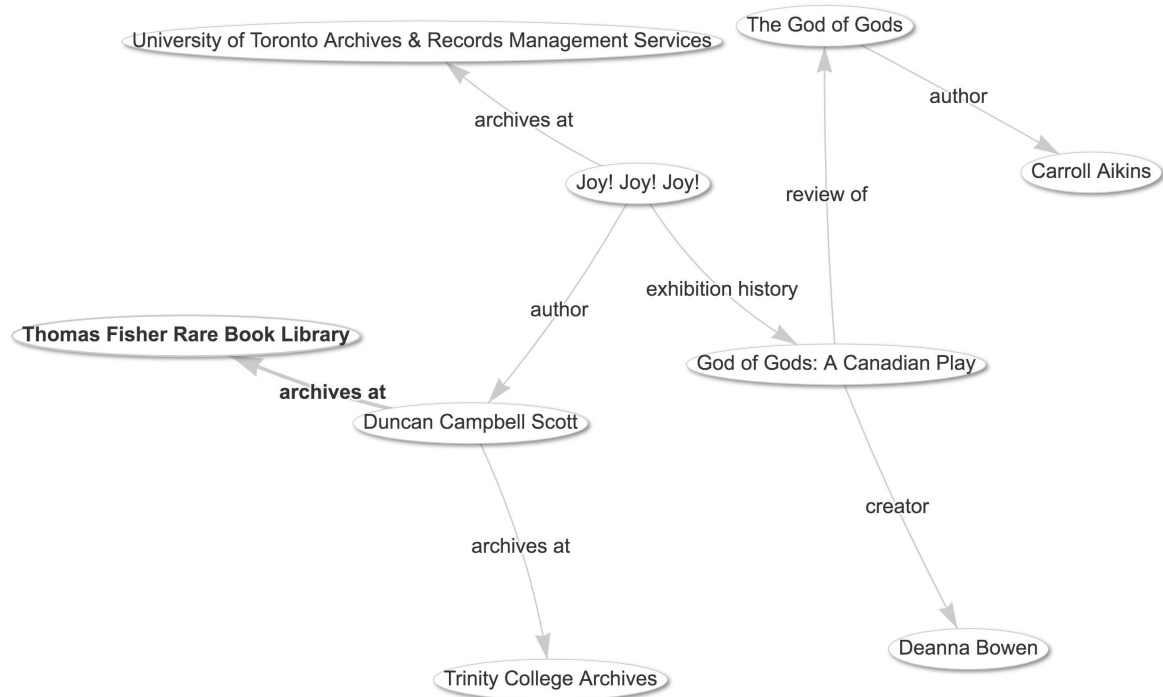 The God of Gods
University of Toronto Archives & Records Management Services
author
archives at
Carroll Aikins
Joy! Joy! Joy!
review of
exhibition history
author
Thomas Fisher Rare Book Library
God of Gods: A Canadian Play
archives at
Duncan Campbell Scott
creator
archives at
Deanna Bowen
Trinity College Archives